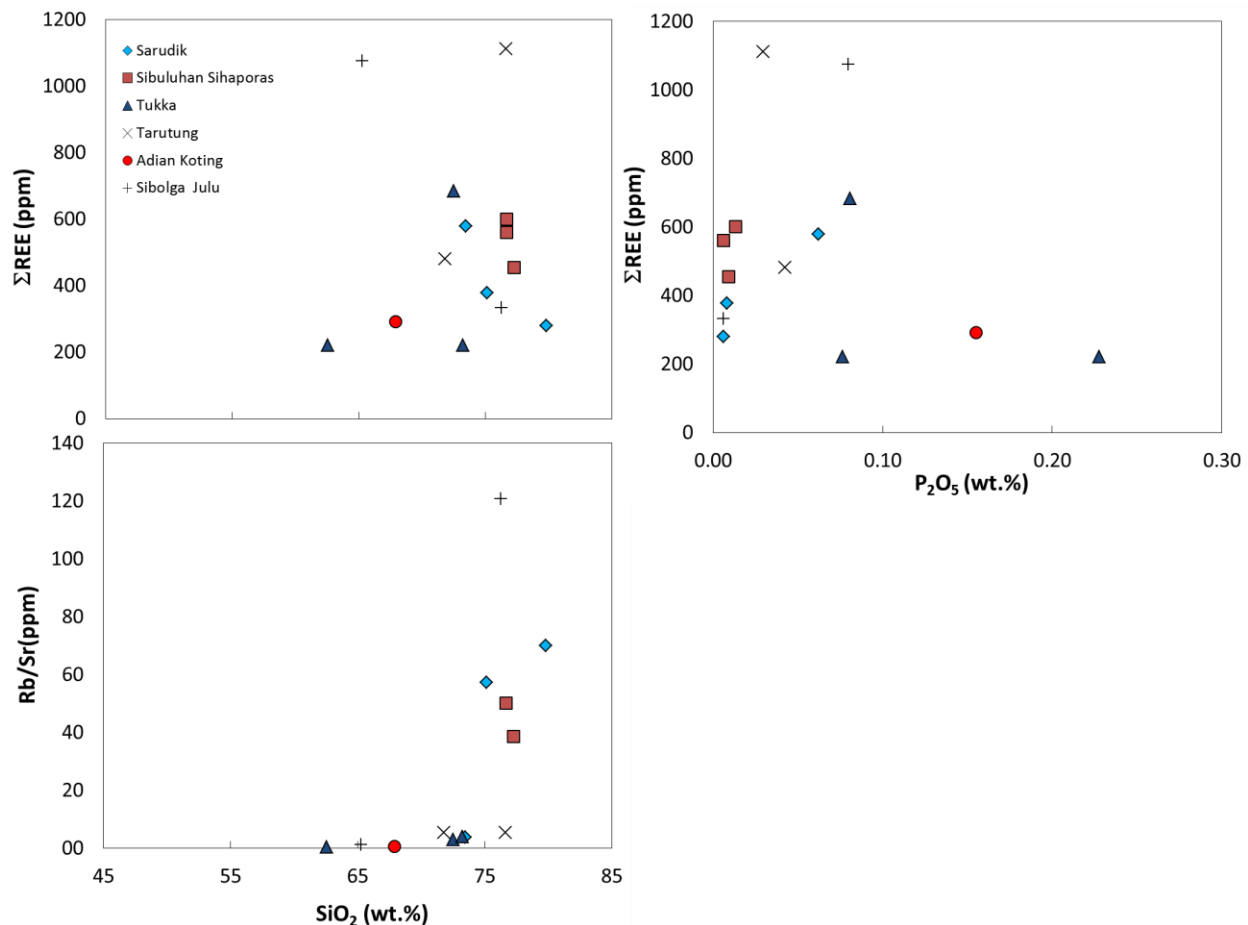 1200
1000
800
600
400
200
0
ΣREE (ppm)
Sarudik
Sibuluhan Sihaporas
Tukka
Tarutung
Adian Koting
Sibolga Julu
1200
1000
800
600
400
200
0
ΣREE (ppm)
0.00 0.10 0.20 0.30
P₂O₅ (wt.%)
140
120
100
80
60
40
20
00
Rb/Sr(ppm)
45 55 65 75 85
SiO₂ (wt.%)